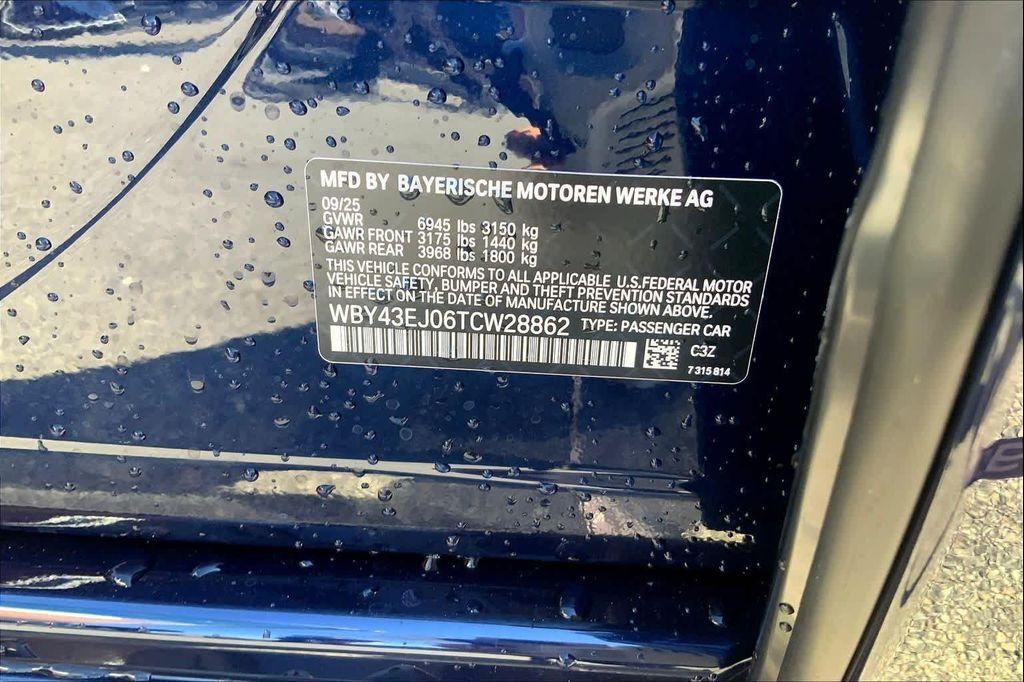 MFD BY BAYERISCHE MOTOREN WERKE AG
09/25
GVWR 6945 lbs 3150 kg
GAWR FRONT 3175 lbs 1440 kg
GAWR REAR 3968 lbs 1800 kg
THIS VEHICLE CONFORMS TO ALL APPLICABLE U.S.FEDERAL MOTOR
VEHICLE SAFETY, BUMPER AND THEFT PREVENTION STANDARDS
IN EFFECT ON THE DATE OF MANUFACTURE SHOWN ABOVE.
WBY43EJ06TCW28862 TYPE: PASSENGER CAR
C3Z
7 315 814